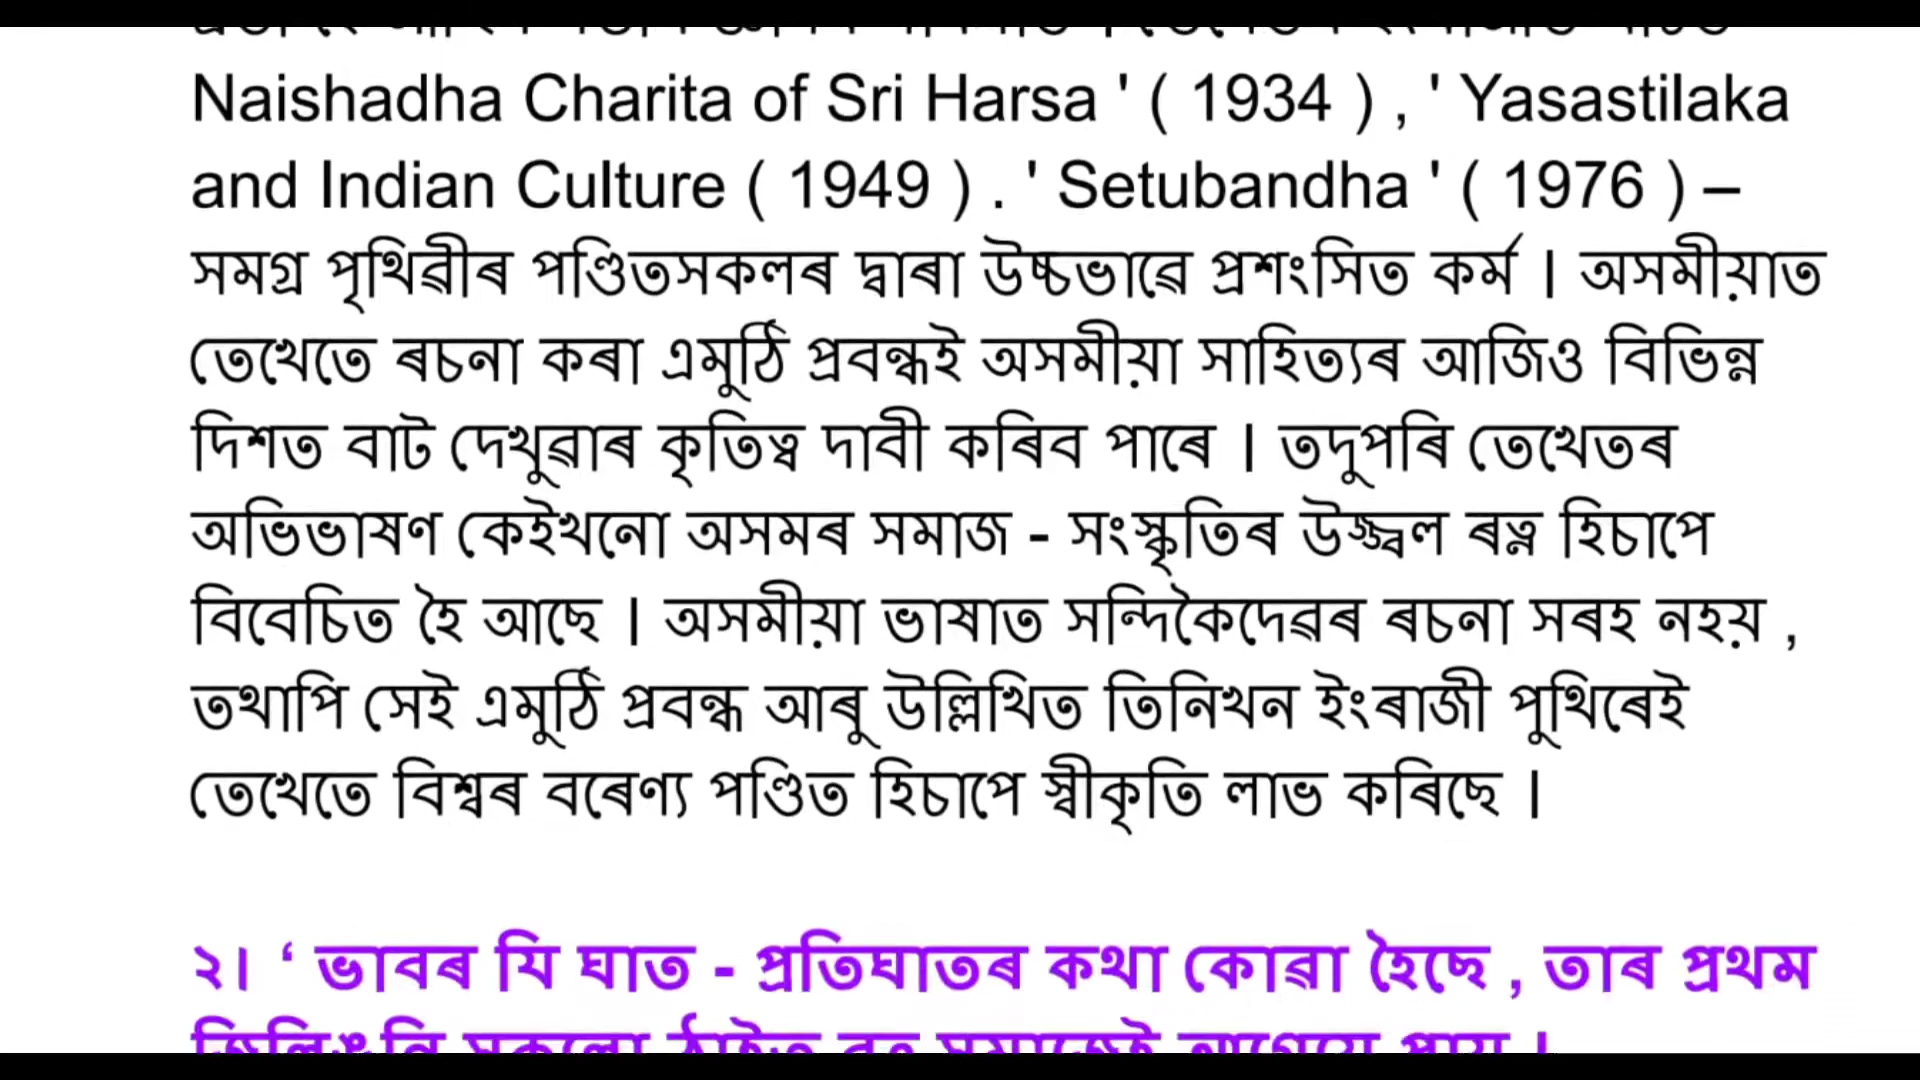 Naishadha Charita of Sri Harsa ' ( 1934 ) , ' Yasastilaka
and Indian Culture ( 1949 ) . ' Setubandha ' ( 1976 ) –
সমগ্ৰ পৃথিৱীৰ পণ্ডিতসকলৰ দ্বাৰা উচ্চভাৱে প্ৰশংসিত কৰ্ম । অসমীয়াত
তেখেতে ৰচনা কৰা এমুঠি প্ৰবন্ধই অসমীয়া সাহিত্যৰ আজিও বিভিন্ন
দিশত বাট দেখুৱাৰ কৃতিত্ব দাবী কৰিব পাৰে । তদুপৰি তেখেতৰ
অভিভাষণ কেইখনো অসমৰ সমাজ - সংস্কৃতিৰ উজ্জ্বল ৰত্ন হিচাপে
বিবেচিত হৈ আছে । অসমীয়া ভাষাত সন্দিকৈদেৱৰ ৰচনা সৰহ নহয় ,
তথাপি সেই এমুঠি প্ৰবন্ধ আৰু উল্লিখিত তিনিখন ইংৰাজী পুথিৰেই
তেখেতে বিশ্বৰ বৰেণ্য পণ্ডিত হিচাপে স্বীকৃতি লাভ কৰিছে ।
২। ‘ ভাবৰ যি ঘাত - প্ৰতিঘাতৰ কথা কোৱা হৈছে , তাৰ প্ৰথম